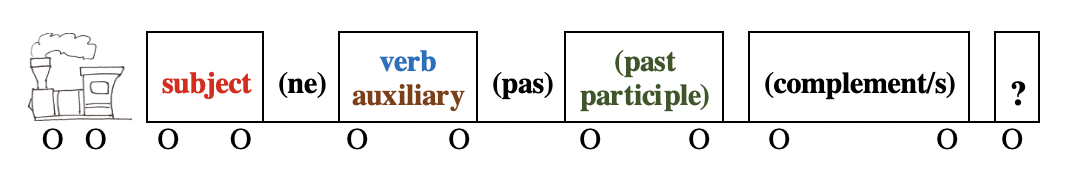 subject (ne) verb auxiliary (pas) (past participle) (complement/s) ?
O O O O O O O O O O O